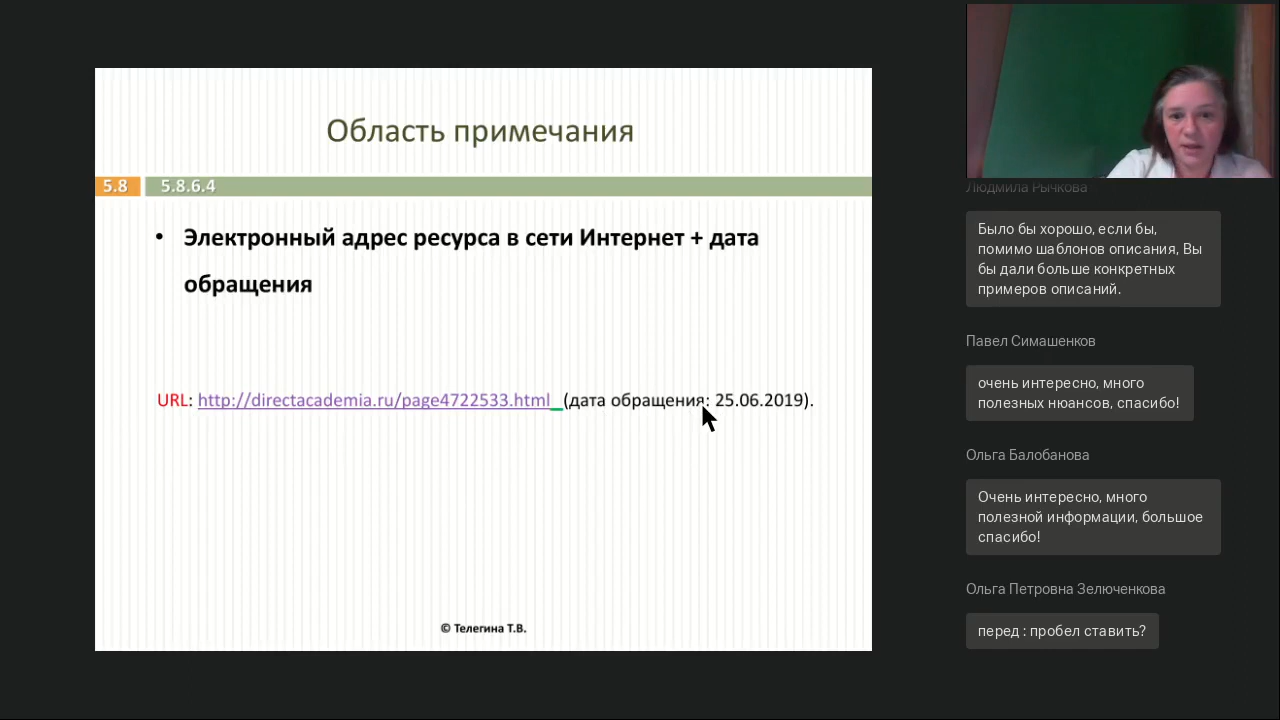 Область примечания
5.8 5.8.6.4
• Электронный адрес ресурса в сети Интернет + дата
обращения
URL: http://directacademia.ru/page4722533.html (дата обращения: 25.06.2019).
© Телегина Т.В.
Людмила Рычкова
Было бы хорошо, если бы,
помимо шаблонов описания, Вы
бы дали больше конкретных
примеров описаний.
Павел Симашенков
очень интересно, много
полезных нюансов, спасибо!
Ольга Балобанова
Очень интересно, много
полезной информации, большое
спасибо!
Ольга Петровна Зелюченкова
перед : пробел ставить?